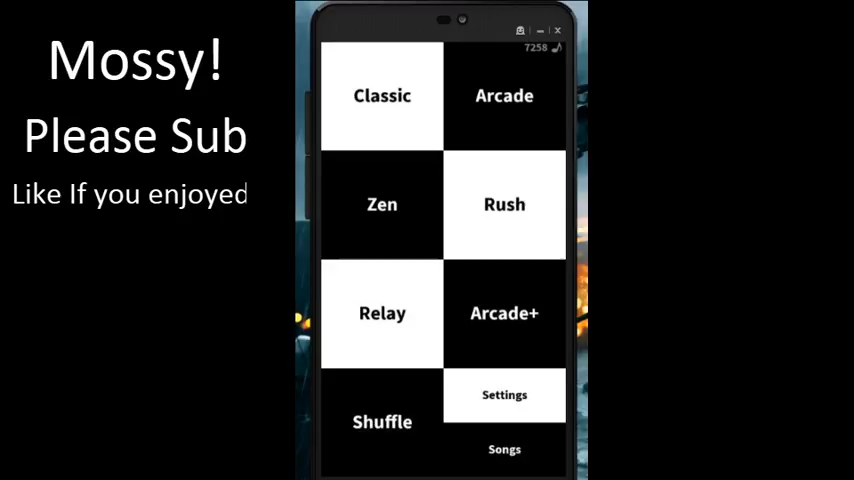 Mossy!
Please Sub
Like If you enjoyed
7258
Classic
Arcade
Zen
Rush
Relay
Arcade+
Shuffle
Settings
Songs